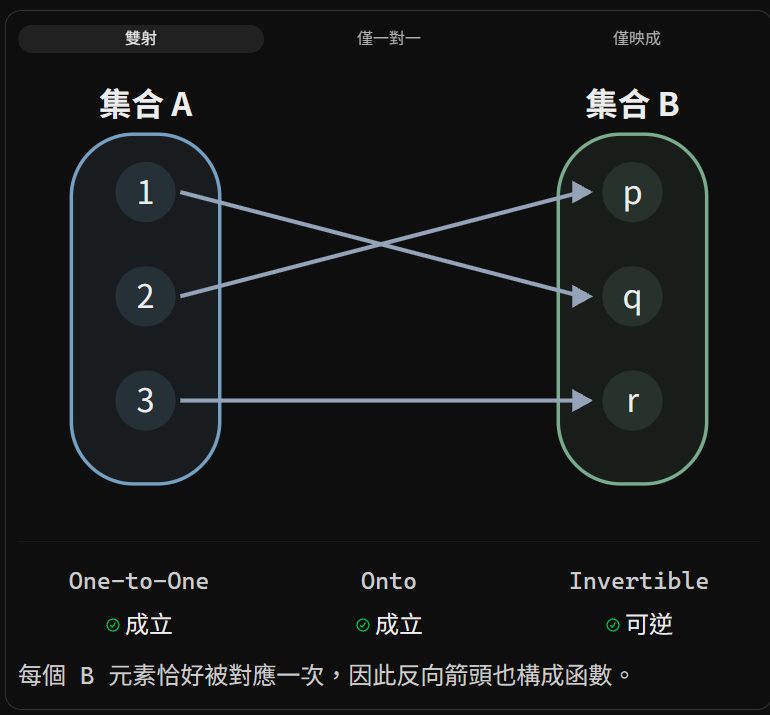 雙射 僅一對一 僅映成
集合 A 集合 B
1 p
2 q
3 r
One-to-One Onto Invertible
成立 成立 可逆
每個 B 元素恰好被對應一次，因此反向箭頭也構成函數。